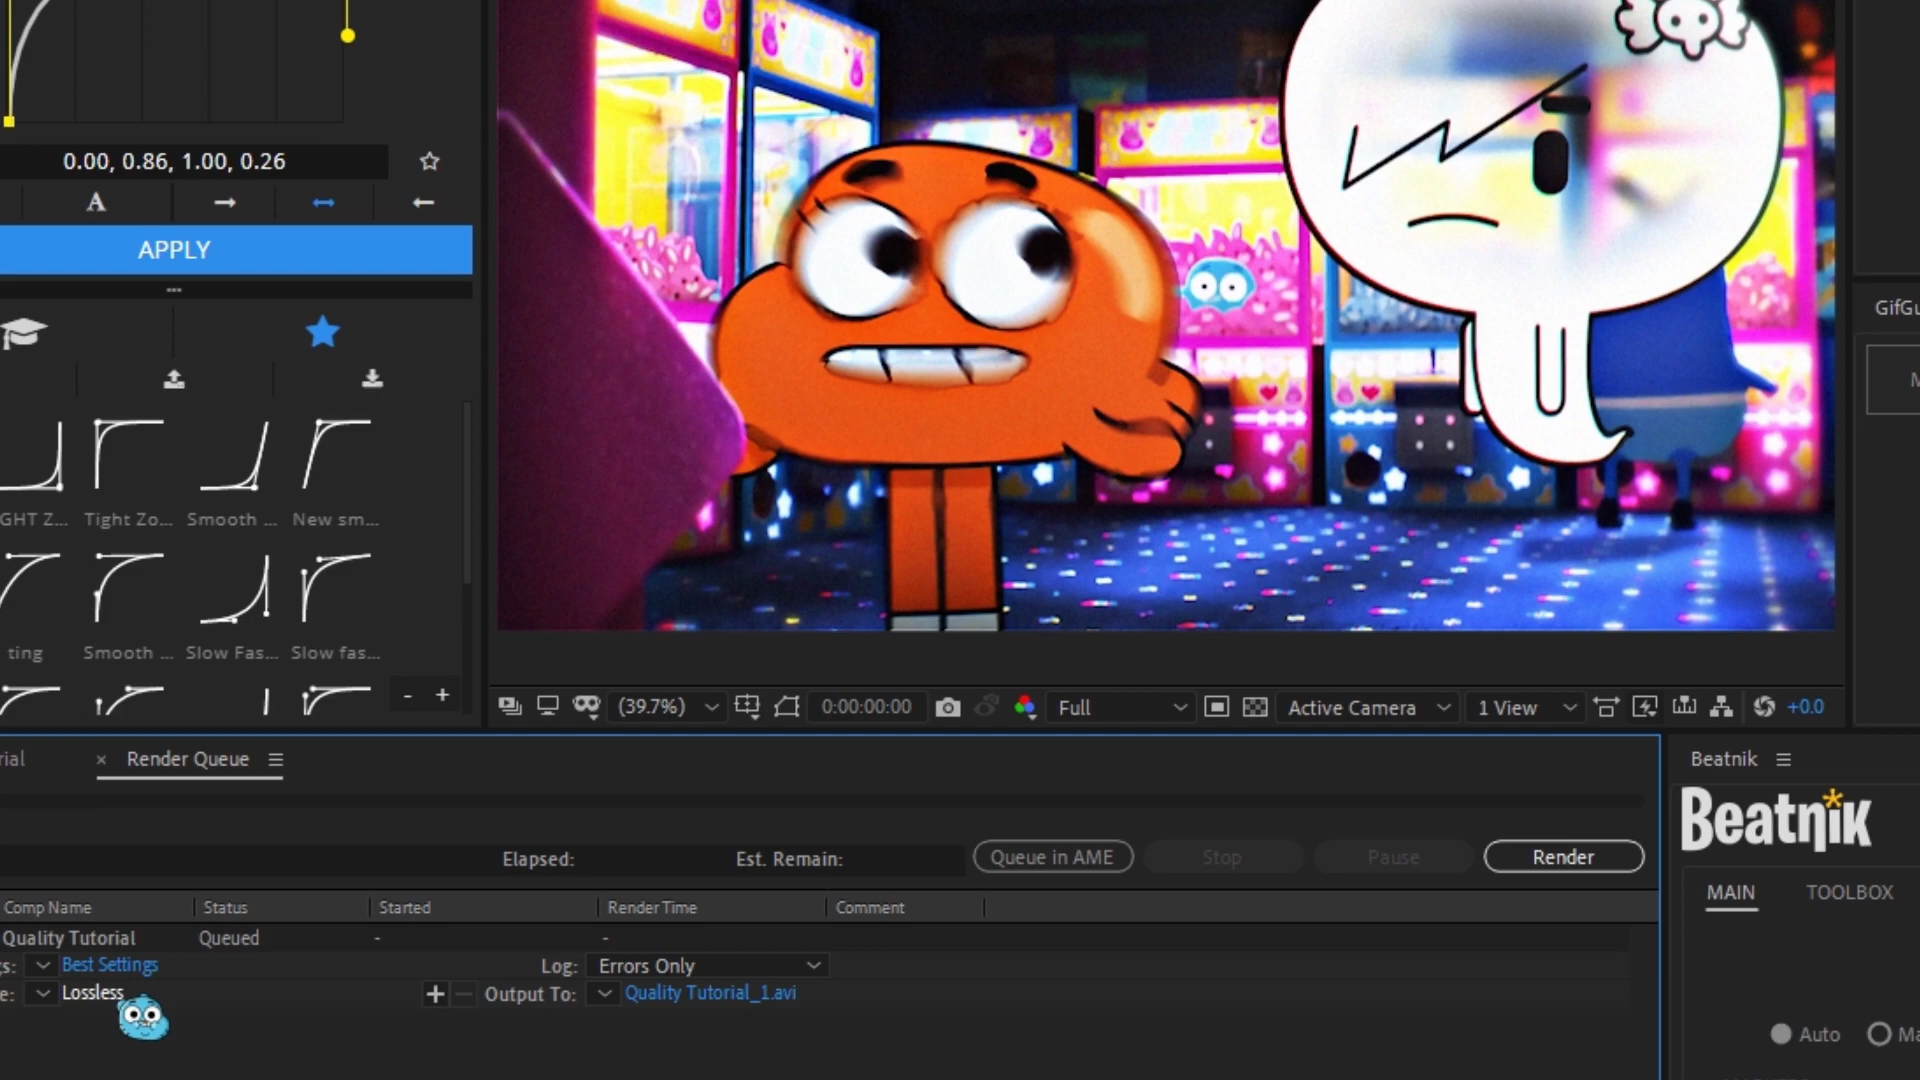 0.00, 0.86, 1.00, 0.26
A
APPLY
GHT Z... Tight Zo... Smooth ... New sm...
ting Smooth ... Slow Fas... Slow fas...
- +
(39.7%) 0:00:00:00 Full Active Camera 1 View +0.0
GifGu
M
rial × Render Queue
Elapsed: Est. Remain: Queue in AME Stop Pause Render
Comp Name Status Started Render Time Comment
Quality Tutorial Queued - -
s: Best Settings Log: Errors Only
e: Lossless + - Output To: Quality Tutorial_1.avi
Beatnik
Beatnik
MAIN TOOLBOX
Auto Ma